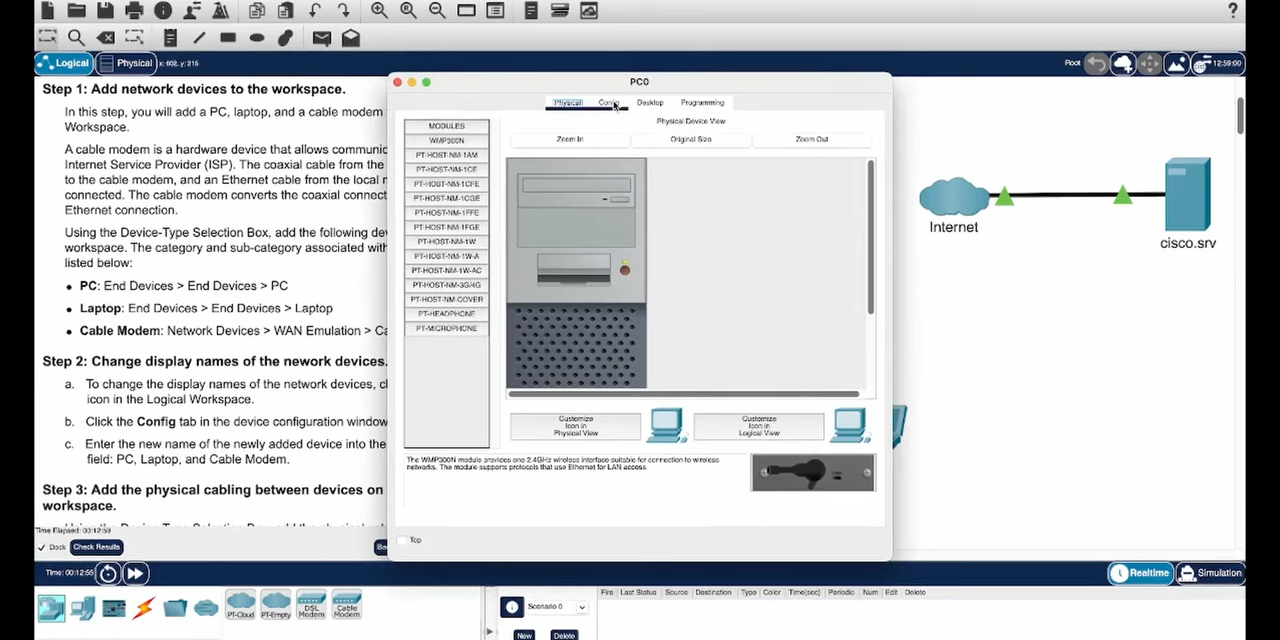 ?
Logical
Physical
x: 602, y: 215
Root
12:59:00
Step 1: Add network devices to the workspace.
In this step, you will add a PC, laptop, and a cable modem
Workspace.
A cable modem is a hardware device that allows communic
Internet Service Provider (ISP). The coaxial cable from the
to the cable modem, and an Ethernet cable from the local n
connected. The cable modem converts the coaxial connect
Ethernet connection.
Using the Device-Type Selection Box, add the following dev
workspace. The category and sub-category associated with
listed below:
• PC: End Devices > End Devices > PC
• Laptop: End Devices > End Devices > Laptop
• Cable Modem: Network Devices > WAN Emulation > Ca
Step 2: Change display names of the nework devices.
a. To change the display names of the network devices, cl
icon in the Logical Workspace.
b. Click the Config tab in the device configuration window
c. Enter the new name of the newly added device into the
field: PC, Laptop, and Cable Modem.
Step 3: Add the physical cabling between devices on
workspace.
Time Elapsed: 00:12:59
Dock
Check Results
Ba
PC0
Physical
Config
Desktop
Programming
MODULES
WMP300N
PT-HOST-NM-1AM
PT-HOST-NM-1CE
PT-HOST-NM-1CFE
PT-HOST-NM-1CGE
PT-HOST-NM-1FFE
PT-HOST-NM-1FGE
PT-HOST-NM-1W
PT-HOST-NM-1W-A
PT-HOST-NM-1W-AC
PT-HOST-NM-3G/4G
PT-HOST-NM-COVER
PT-HEADPHONE
PT-MICROPHONE
Physical Device View
Zoom In
Original Size
Zoom Out
Customize
Icon in
Physical View
Customize
Icon in
Logical View
The WMP300N module provides one 2.4GHz wireless interface suitable for connection to wireless
networks. The module supports protocols that use Ethernet for LAN access.
Top
Internet
cisco.srv
Time: 00:12:55
Realtime
Simulation
PT-Cloud
PT-Empty
DSL
Modem
Cable
Modem
Scenario 0
New
Delete
Fire Last Status Source Destination Type Color Time(sec) Periodic Num Edit Delete